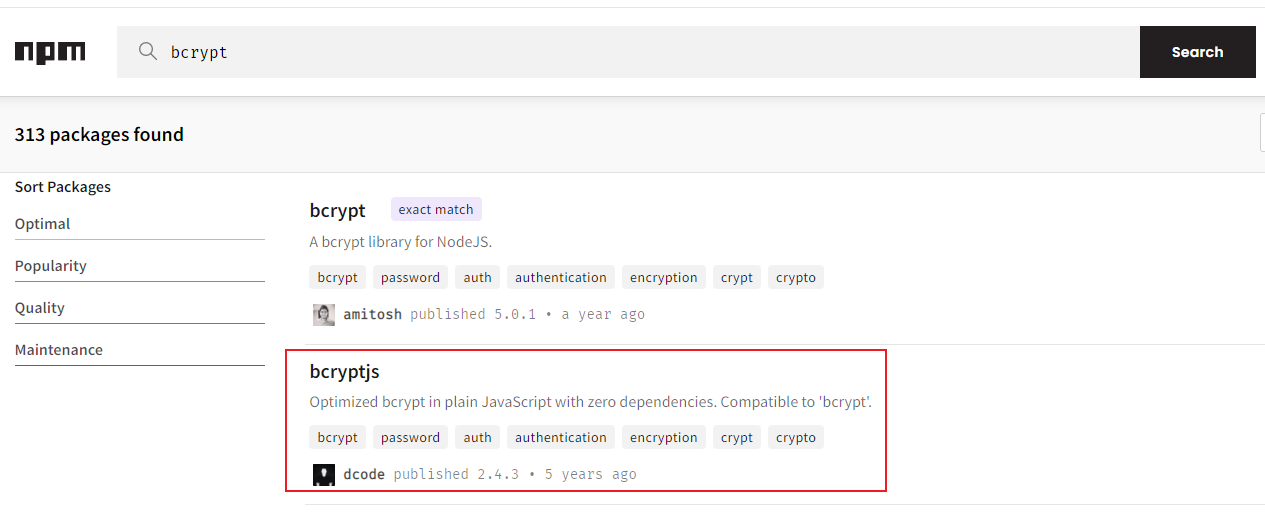 npm
bcrypt
Search
313 packages found
Sort Packages
Optimal
Popularity
Quality
Maintenance
bcrypt exact match
A bcrypt library for NodeJS.
bcrypt password auth authentication encryption crypt crypto
amitosh published 5.0.1 • a year ago
bcryptjs
Optimized bcrypt in plain JavaScript with zero dependencies. Compatible to 'bcrypt'.
bcrypt password auth authentication encryption crypt crypto
dcode published 2.4.3 • 5 years ago